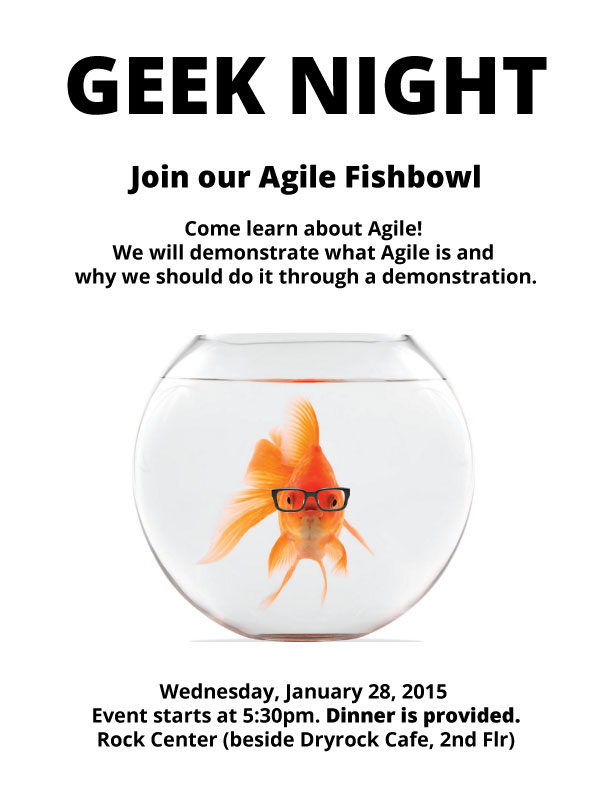 GEEK NIGHT
Join our Agile Fishbowl
Come learn about Agile!
We will demonstrate what Agile is and
why we should do it through a demonstration.
Wednesday, January 28, 2015
Event starts at 5:30pm. Dinner is provided.
Rock Center (beside Dryrock Cafe, 2nd Flr)